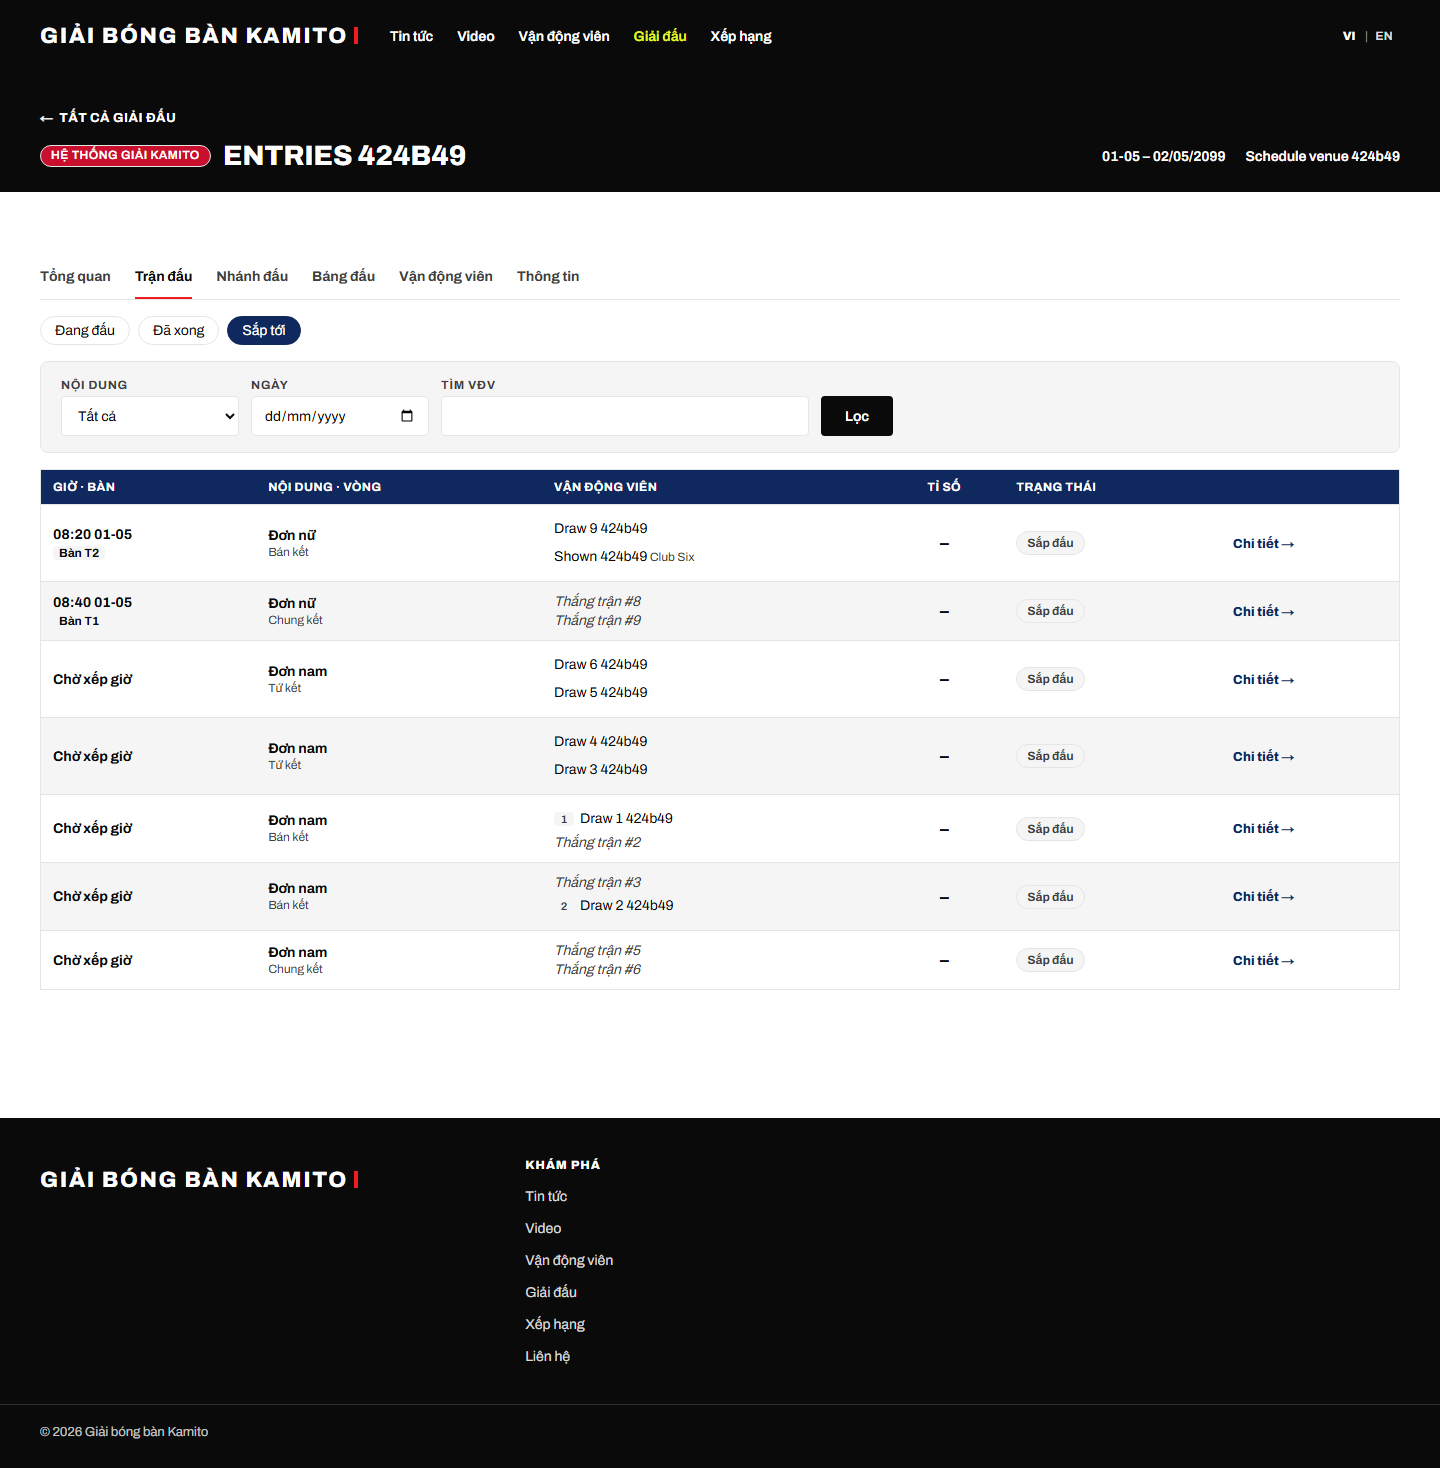 GIẢI BÓNG BÀN KAMITO
Tin tức Video Vận động viên Giải đấu Xếp hạng
VI | EN
← TẤT CẢ GIẢI ĐẤU
HỆ THỐNG GIẢI KAMITO ENTRIES 424B49
01-05 – 02/05/2099 Schedule venue 424b49
Tổng quan Trận đấu Nhánh đấu Bảng đấu Vận động viên Thông tin
Đang đấu Đã xong Sắp tới
NỘI DUNG NGÀY TÌM VĐV
Tất cả dd/mm/yyyy Lọc
GIỜ · BÀN NỘI DUNG · VÒNG VẬN ĐỘNG VIÊN TỈ SỐ TRẠNG THÁI
08:20 01-05
Bàn T2
Đơn nữ
Bán kết
Draw 9 424b49
Shown 424b49 Club Six
– Sắp đấu Chi tiết →
08:40 01-05
Bàn T1
Đơn nữ
Chung kết
Thắng trận #8
Thắng trận #9
– Sắp đấu Chi tiết →
Chờ xếp giờ
Đơn nam
Tứ kết
Draw 6 424b49
Draw 5 424b49
– Sắp đấu Chi tiết →
Chờ xếp giờ
Đơn nam
Tứ kết
Draw 4 424b49
Draw 3 424b49
– Sắp đấu Chi tiết →
Chờ xếp giờ
Đơn nam
Bán kết
1 Draw 1 424b49
Thắng trận #2
– Sắp đấu Chi tiết →
Chờ xếp giờ
Đơn nam
Bán kết
Thắng trận #3
2 Draw 2 424b49
– Sắp đấu Chi tiết →
Chờ xếp giờ
Đơn nam
Chung kết
Thắng trận #5
Thắng trận #6
– Sắp đấu Chi tiết →
GIẢI BÓNG BÀN KAMITO
KHÁM PHÁ
Tin tức
Video
Vận động viên
Giải đấu
Xếp hạng
Liên hệ
© 2026 Giải bóng bàn Kamito